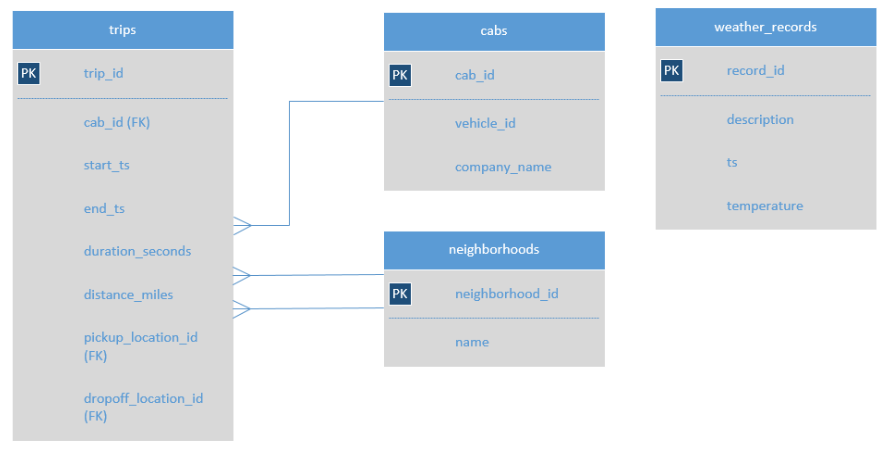 trips
PK
trip_id
cab_id (FK)
start_ts
end_ts
duration_seconds
distance_miles
pickup_location_id
(FK)
dropoff_location_id
(FK)
cabs
PK
cab_id
vehicle_id
company_name
neighborhoods
PK
neighborhood_id
name
weather_records
PK
record_id
description
ts
temperature